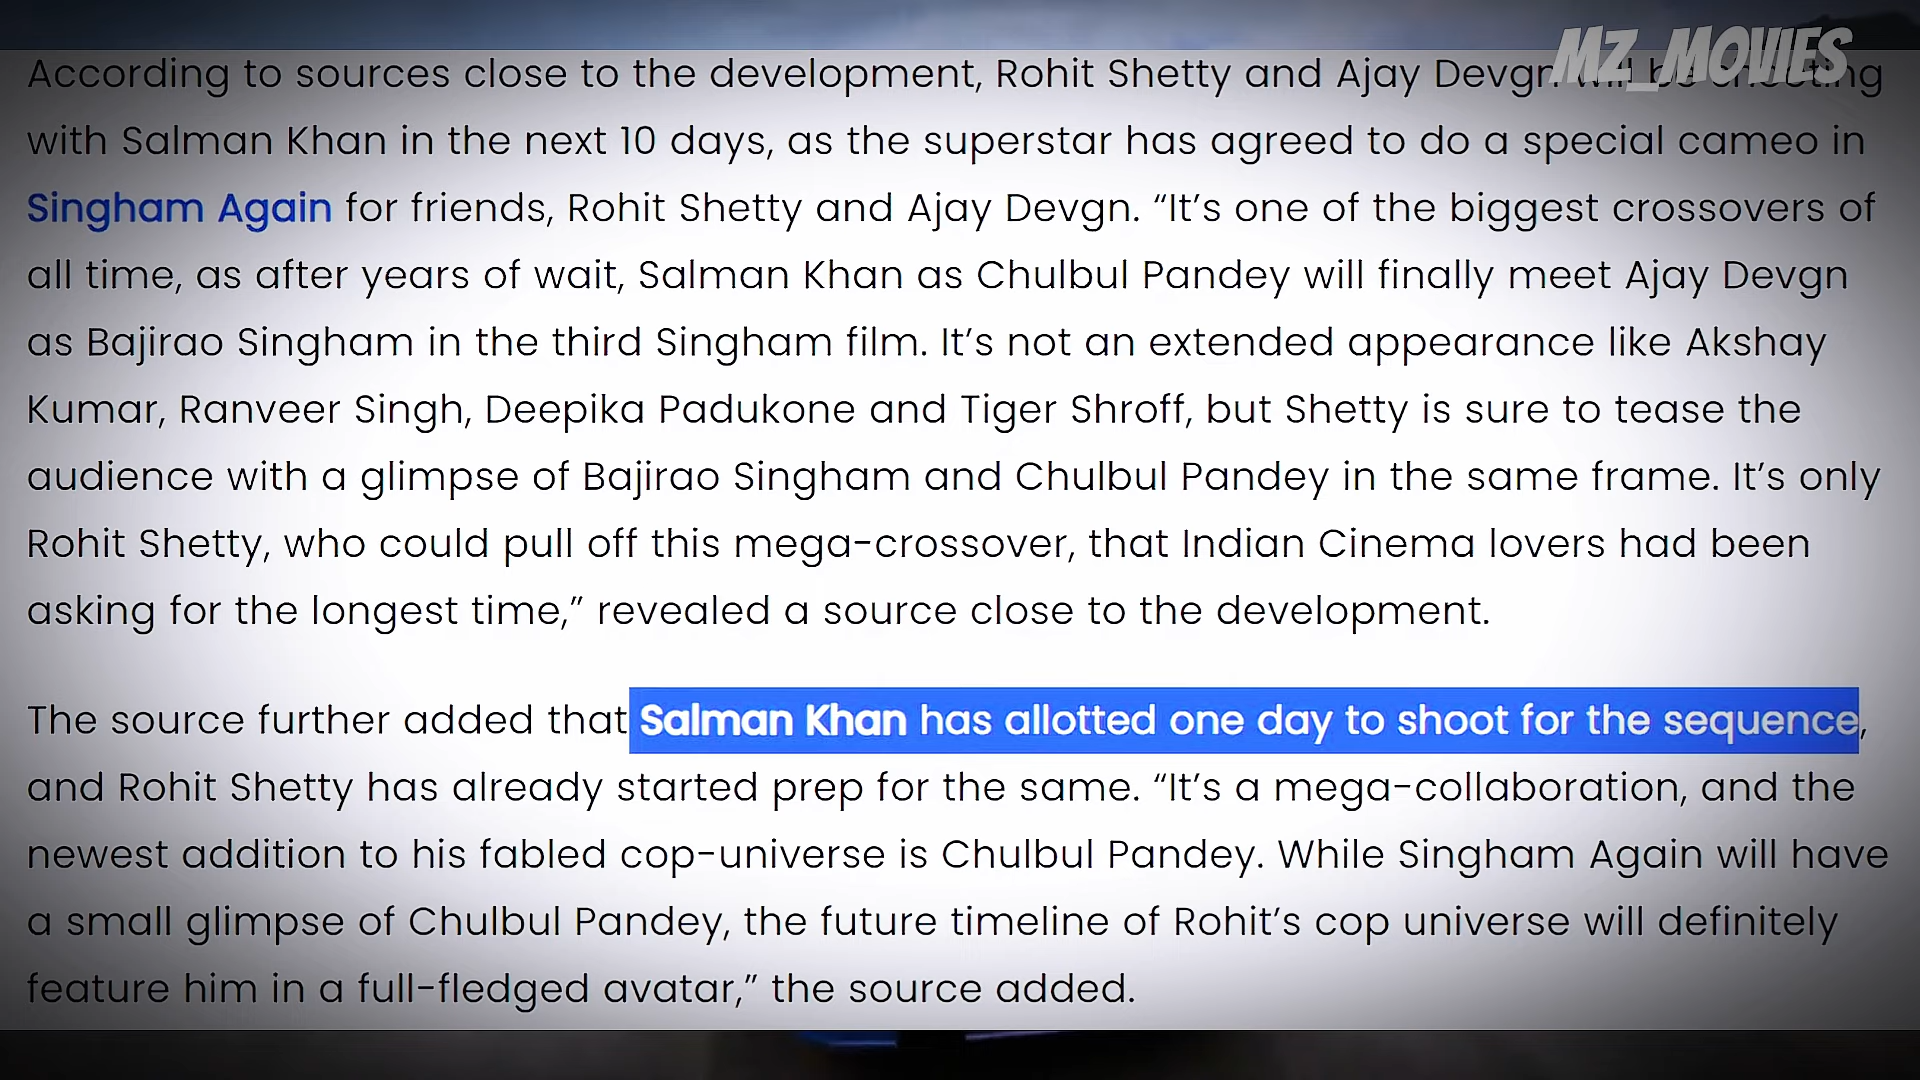 MZ_MOVIES
According to sources close to the development, Rohit Shetty and Ajay Devgn will be shooting
with Salman Khan in the next 10 days, as the superstar has agreed to do a special cameo in
Singham Again for friends, Rohit Shetty and Ajay Devgn. “It’s one of the biggest crossovers of
all time, as after years of wait, Salman Khan as Chulbul Pandey will finally meet Ajay Devgn
as Bajirao Singham in the third Singham film. It’s not an extended appearance like Akshay
Kumar, Ranveer Singh, Deepika Padukone and Tiger Shroff, but Shetty is sure to tease the
audience with a glimpse of Bajirao Singham and Chulbul Pandey in the same frame. It’s only
Rohit Shetty, who could pull off this mega-crossover, that Indian Cinema lovers had been
asking for the longest time,” revealed a source close to the development.
The source further added that Salman Khan has allotted one day to shoot for the sequence,
and Rohit Shetty has already started prep for the same. “It’s a mega-collaboration, and the
newest addition to his fabled cop-universe is Chulbul Pandey. While Singham Again will have
a small glimpse of Chulbul Pandey, the future timeline of Rohit’s cop universe will definitely
feature him in a full-fledged avatar,” the source added.